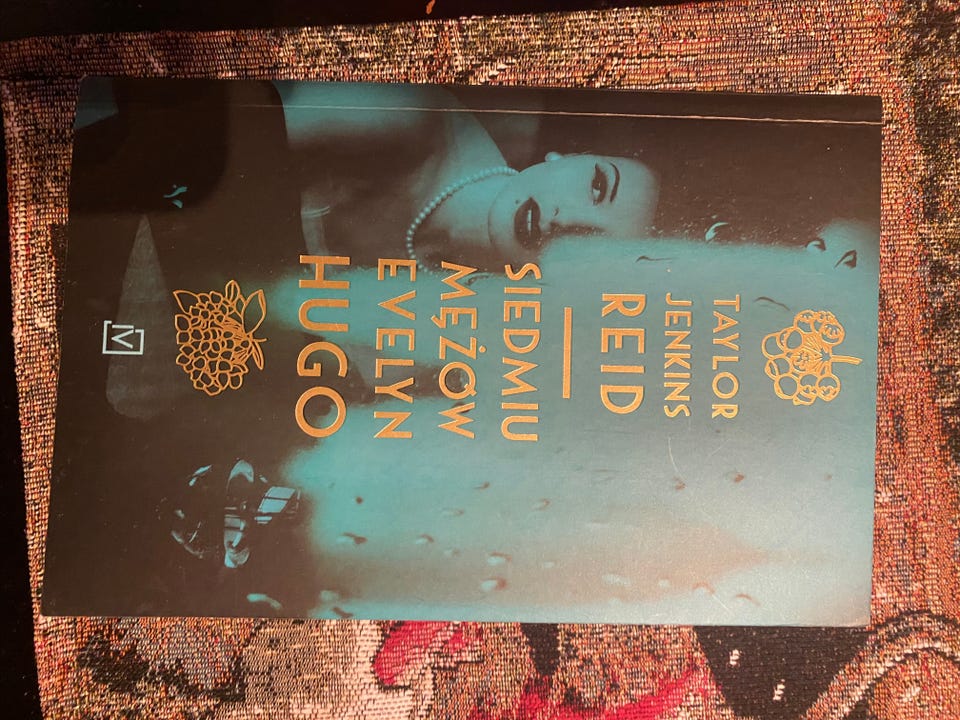 TAYLOR
JENKINS
REID
SIEDMIU
MĘŻÓW
EVELYN
HUGO